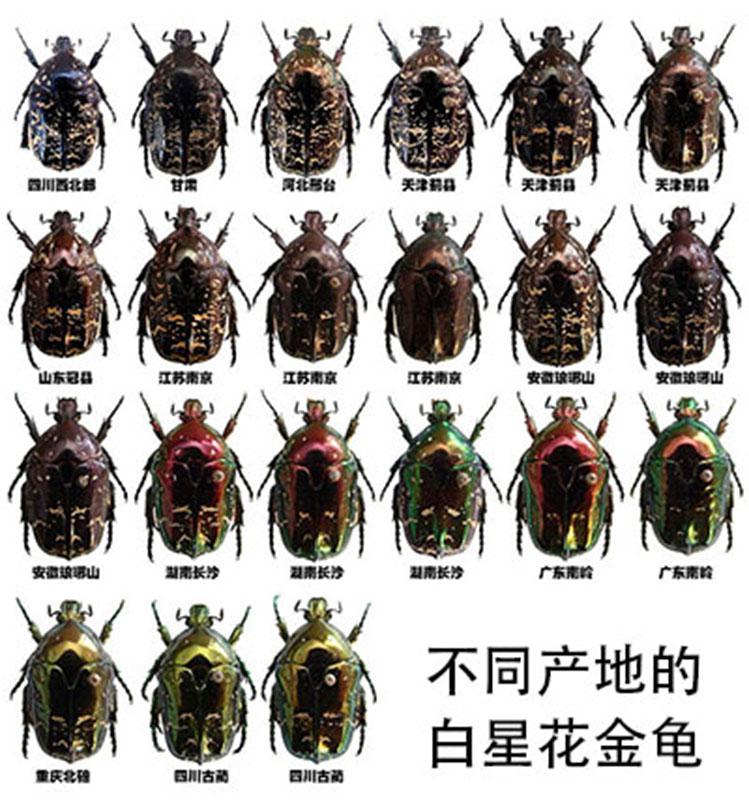 四川西北部 甘肃 河北邢台 天津蓟县 天津蓟县 天津蓟县
山东冠县 江苏南京 江苏南京 江苏南京 安徽琅琊山 安徽琅琊山
安徽琅琊山 湖南长沙 湖南长沙 湖南长沙 广东南岭 广东南岭
不同产地的
白星花金龟
重庆北碚 四川古蔺 四川古蔺